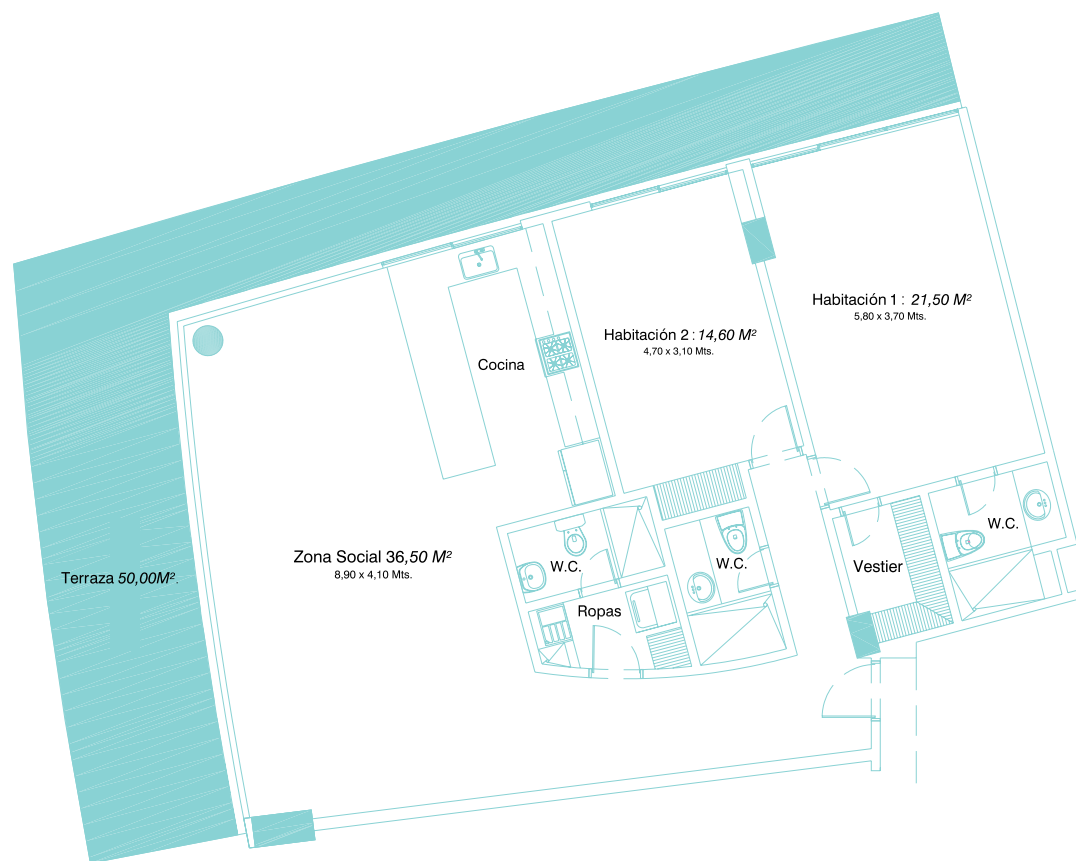 Habitación 1 : 21,50 M²
5,80 x 3,70 Mts.
Habitación 2 : 14,60 M²
4,70 x 3,10 Mts.
Cocina
Zona Social 36,50 M²
8,90 x 4,10 Mts.
Terraza 50,00M².
W.C.
W.C.
W.C.
Vestier
Ropas